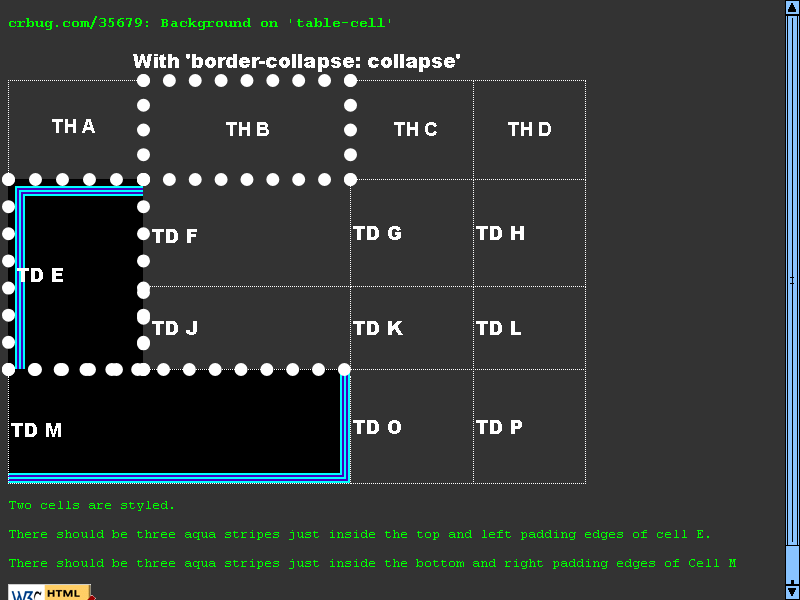 crbug.com/35679: Background on 'table-cell'
With 'border-collapse: collapse'
TH A TH B TH C TH D
TD E TD F TD G TD H
TD J TD K TD L
TD M TD O TD P
Two cells are styled.
There should be three aqua stripes just inside the top and left padding edges of cell E.
There should be three aqua stripes just inside the bottom and right padding edges of Cell M
W3C HTML